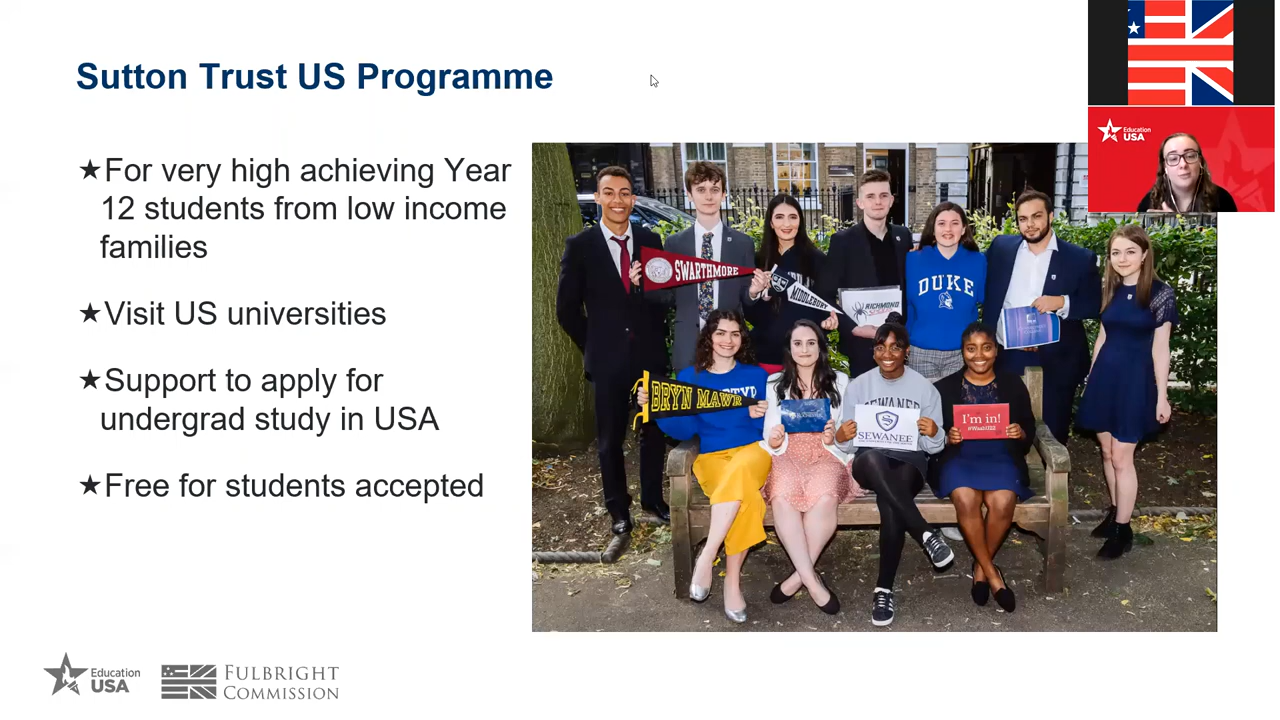 Sutton Trust US Programme
★For very high achieving Year
12 students from low income
families
★Visit US universities
★Support to apply for
undergrad study in USA
★Free for students accepted
Education
USA
SWARTHMORE
MIDDLEBURY
RICHMOND
DUKE
BRYN MAWR
SEWANEE
SEWANEE
I'm in!
Education
USA
FULBRIGHT
COMMISSION